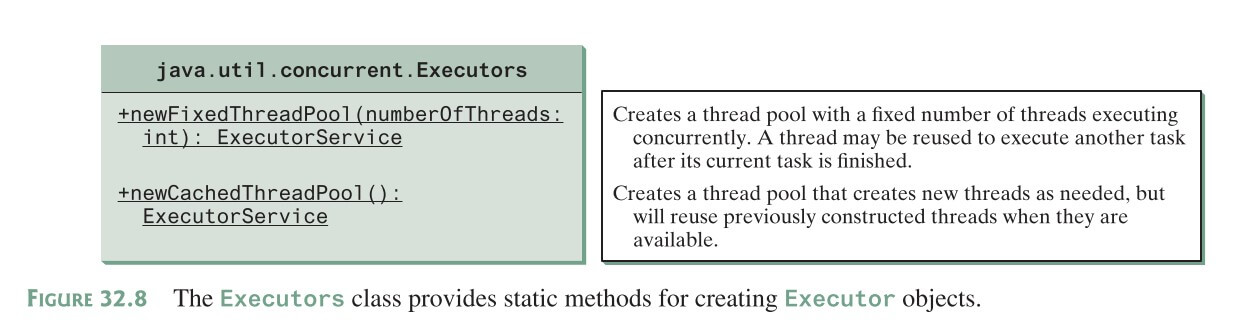 java.util.concurrent.Executors
+newFixedThreadPool(numberOfThreads:
int): ExecutorService
Creates a thread pool with a fixed number of threads executing
concurrently. A thread may be reused to execute another task
after its current task is finished.
+newCachedThreadPool():
ExecutorService
Creates a thread pool that creates new threads as needed, but
will reuse previously constructed threads when they are
available.
FIGURE 32.8 The Executors class provides static methods for creating Executor objects.